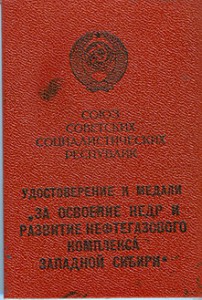 СОЮЗ
СОВЕТСКИХ
СОЦИАЛИСТИЧЕСКИХ
РЕСПУБЛИК
УДОСТОВЕРЕНИЕ К МЕДАЛИ
„ЗА ОСВОЕНИЕ НЕДР И
РАЗВИТИЕ НЕФТЕГАЗОВОГО
КОМПЛЕКСА
ЗАПАДНОЙ СИБИРИ"